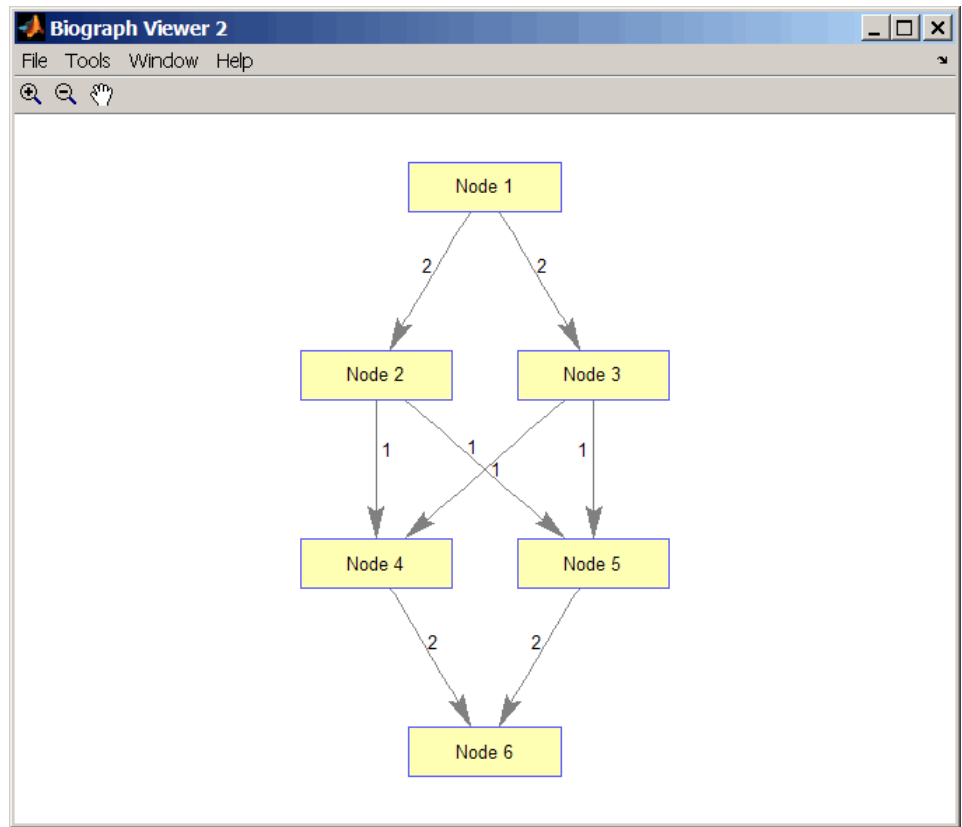 Biograph Viewer 2
File Tools Window Help
Node 1
2 2
Node 2 Node 3
1 1 1 1
Node 4 Node 5
2 2
Node 6